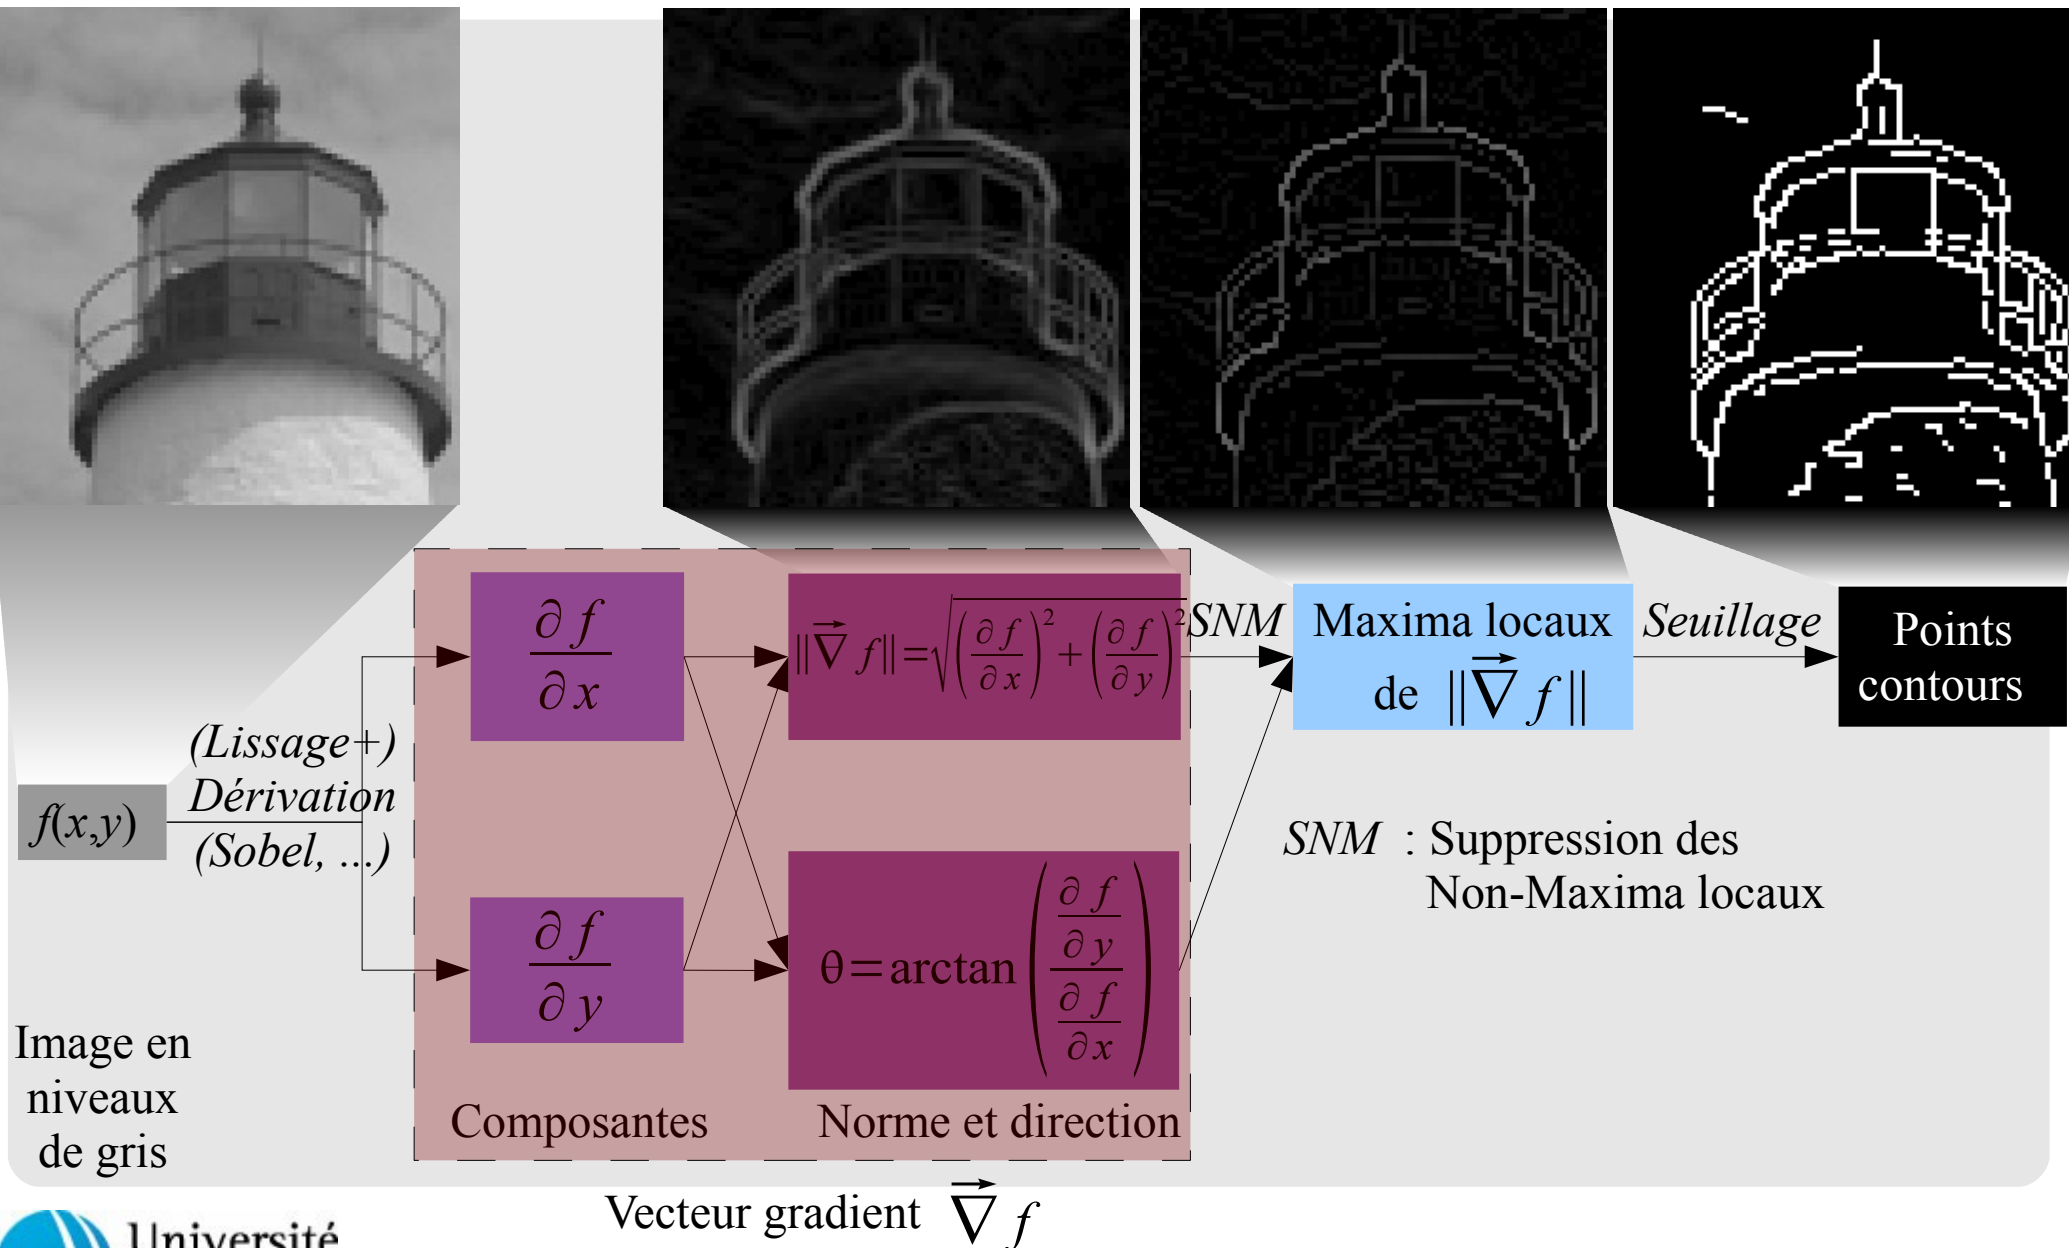 f(x,y)
(Lissage+)
Dérivation
(Sobel, ...)
Image en
niveaux
de gris
∂f/∂x
∂f/∂y
Composantes
‖∇⃗ f‖=√((∂f/∂x)²+(∂f/∂y)²)
θ=arctan((∂f/∂y)/(∂f/∂x))
Norme et direction
Vecteur gradient ∇⃗ f
SNM
Maxima locaux
de ‖∇⃗ f‖
Seuillage
Points
contours
SNM : Suppression des
Non-Maxima locaux
Université